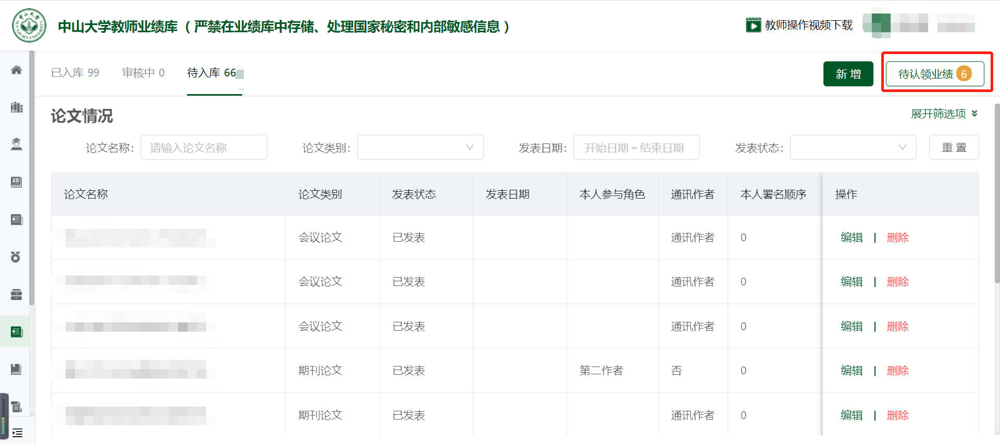 中山大学教师业绩库（严禁在业绩库中存储、处理国家秘密和内部敏感信息）
教师操作视频下载
已入库 99 审核中 0 待入库 66
新 增
待认领业绩 6
论文情况
展开筛选项
论文名称: 请输入论文名称 论文类别: 发表日期: 开始日期 ~ 结束日期 发表状态: 重 置
论文名称 论文类别 发表状态 发表日期 本人参与角色 通讯作者 本人署名顺序 操作
会议论文 已发表 通讯作者 0 编辑 | 删除
会议论文 已发表 通讯作者 0 编辑 | 删除
会议论文 已发表 通讯作者 0 编辑 | 删除
期刊论文 已发表 第二作者 否 0 编辑 | 删除
期刊论文 已发表 通讯作者 0 编辑 | 删除